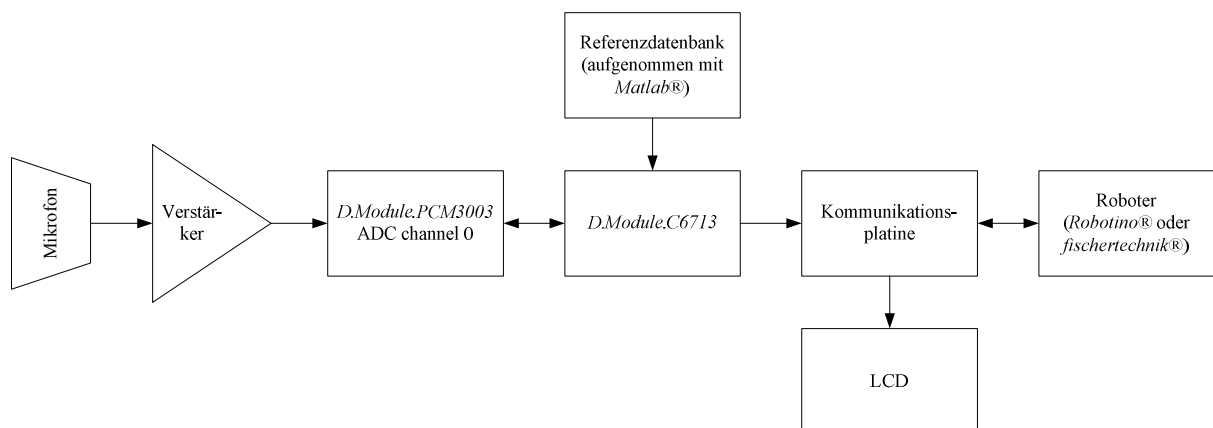 Referenzdatenbank
(aufgenommen mit
Matlab®)
Mikrofon
Verstär-
ker
D.Module.PCM3003
ADC channel 0
D.Module.C6713
Kommunikations-
platine
Roboter
(Robotino® oder
fischertechnik®)
LCD